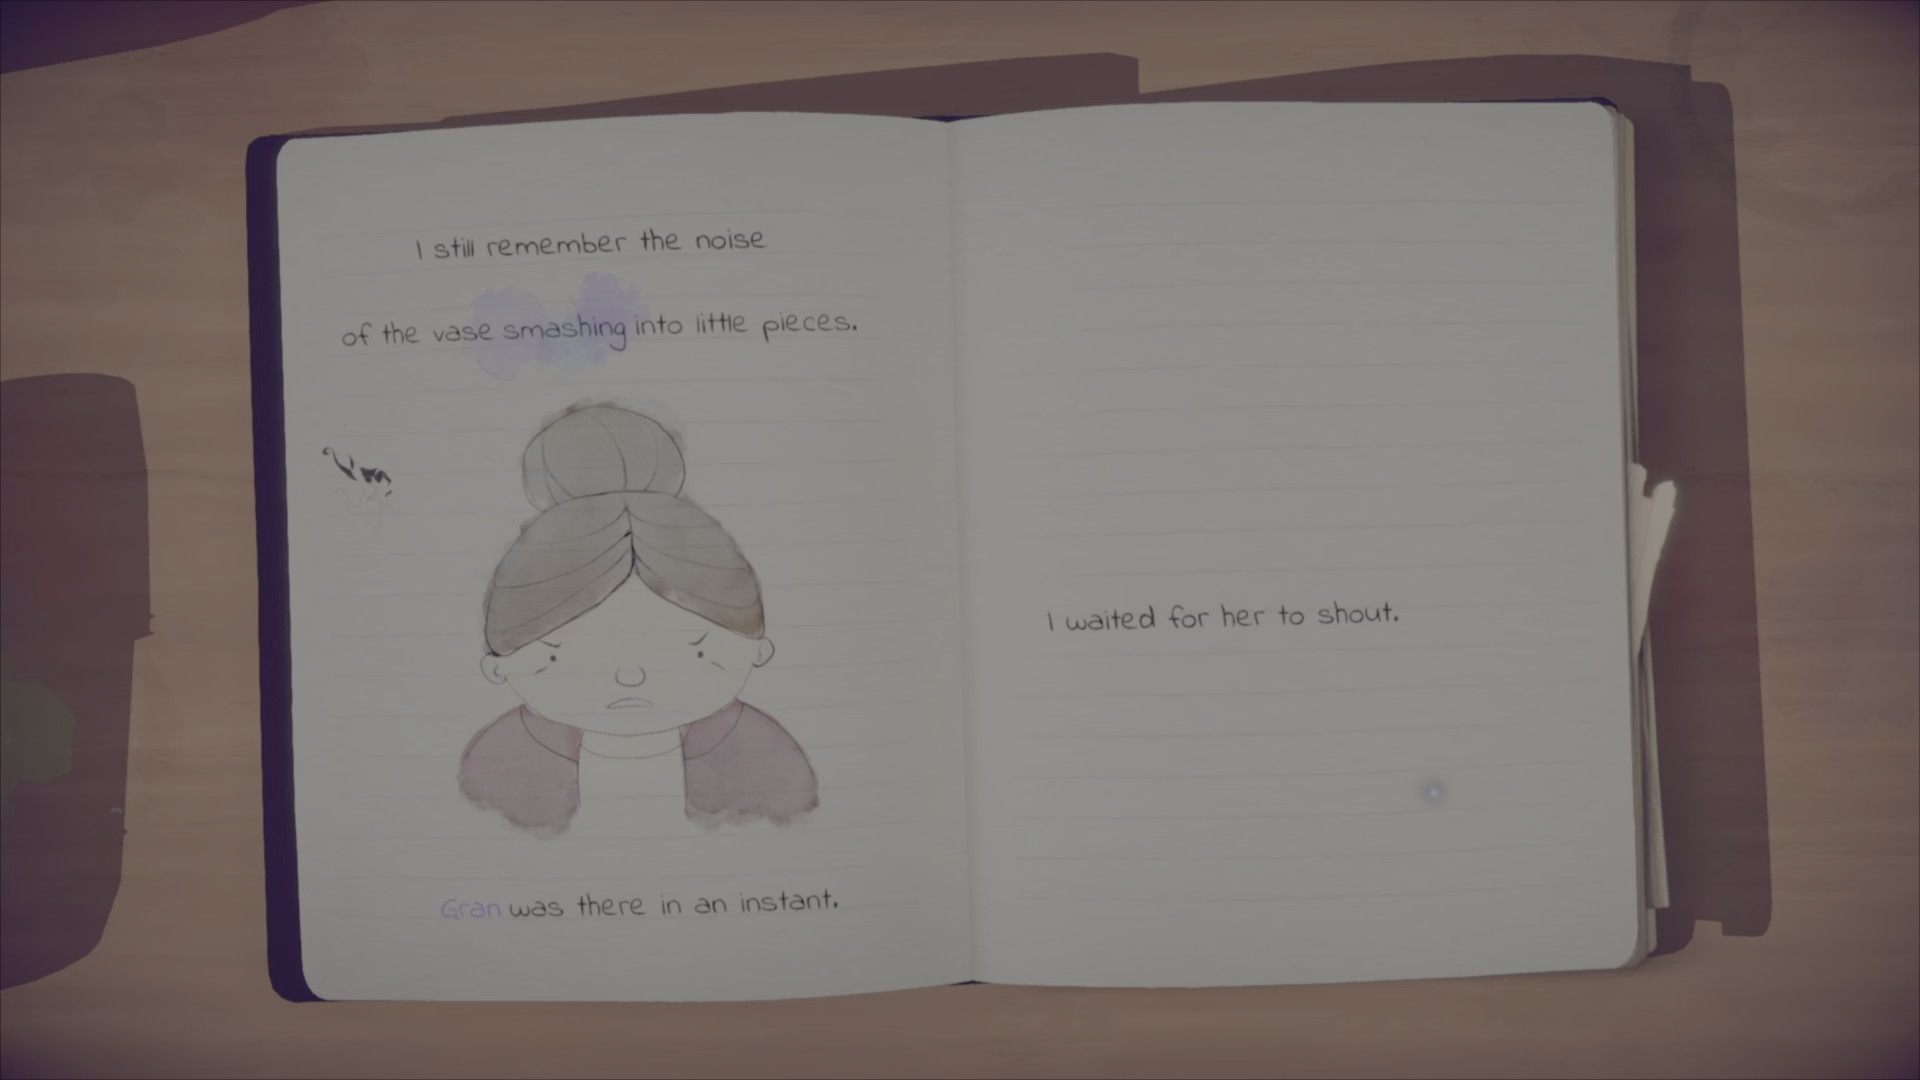 I still remember the noise
of the vase smashing into little pieces.
Gran was there in an instant.
I waited for her to shout.